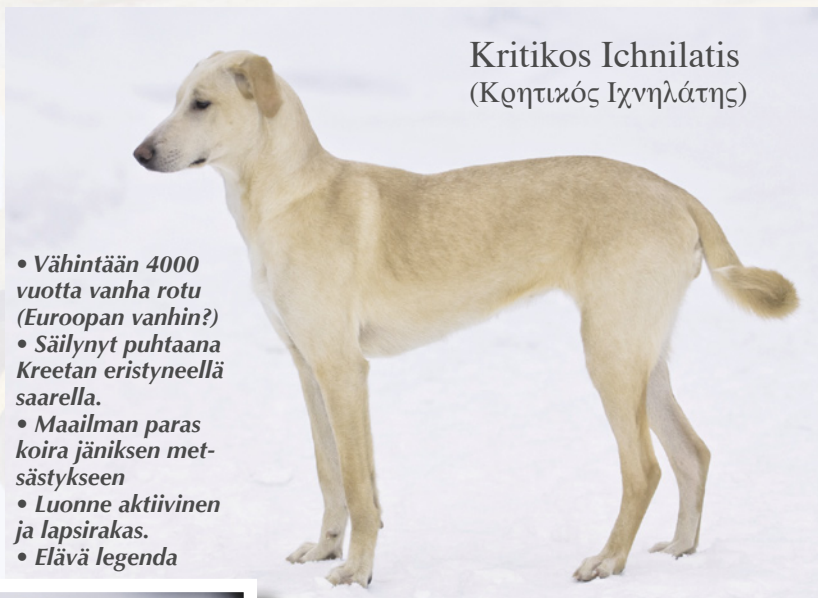 Kritikos Ichnilatis
(Κρητικός Ιχνηλάτης)
• Vähintään 4000
vuotta vanha rotu
(Euroopan vanhin?)
• Säilynyt puhtaana
Kreetan eristyneellä
saarella.
• Maailman paras
koira jäniksen met-
sästykseen
• Luonne aktiivinen
ja lapsirakas.
• Elävä legenda